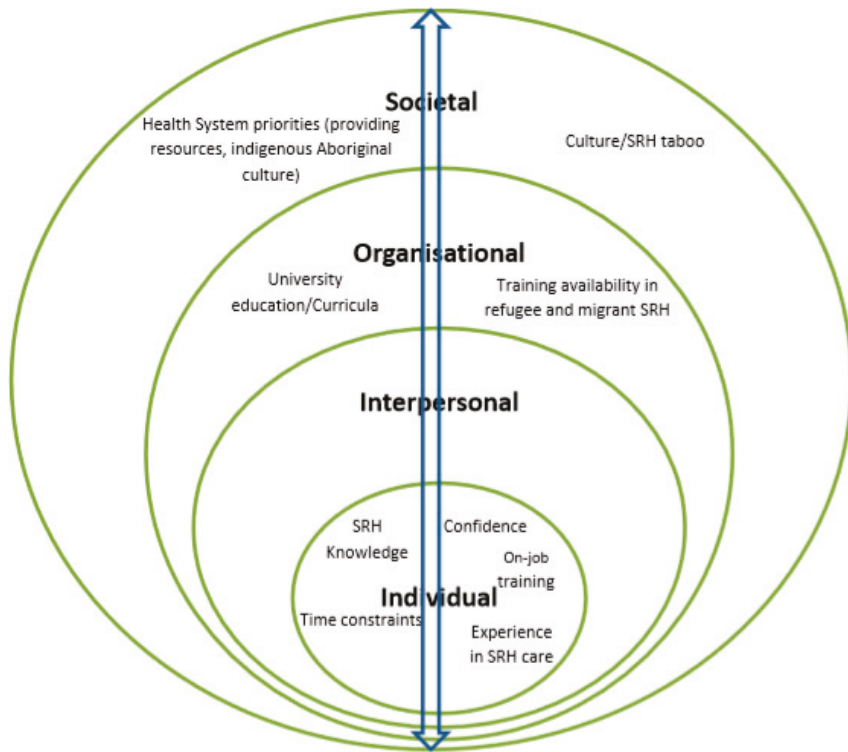 Societal
Health System priorities (providing
resources, indigenous Aboriginal
culture)
Culture/SRH taboo
Organisational
University
education/Curricula
Training availability in
refugee and migrant SRH
Interpersonal
SRH
Knowledge
Confidence
On-job
training
Individual
Time constraints
Experience
in SRH care